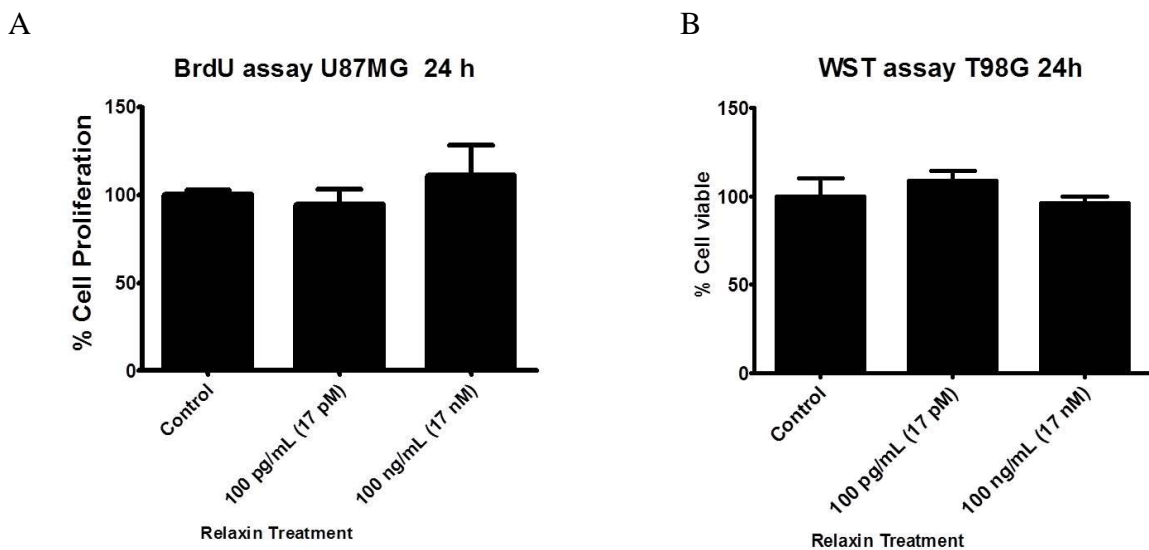 A
BrdU assay U87MG 24 h
% Cell Proliferation
150
100
50
0
Control
100 pg/mL (17 pM)
100 ng/mL (17 nM)
Relaxin Treatment
B
WST assay T98G 24h
% Cell viable
150
100
50
0
Control
100 pg/mL (17 pM)
100 ng/mL (17 nM)
Relaxin Treatment